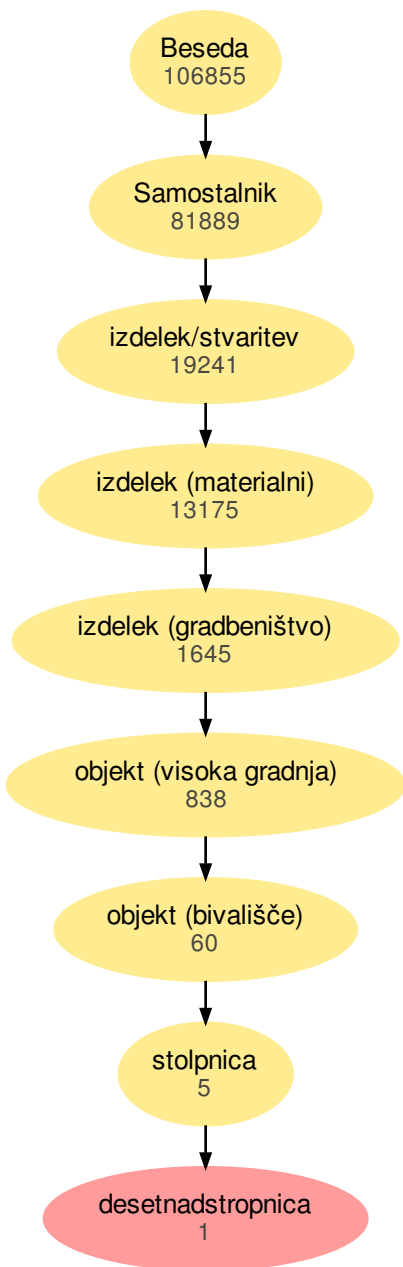 Beseda
106855
Samostalnik
81889
izdelek/stvaritev
19241
izdelek (materialni)
13175
izdelek (gradbeništvo)
1645
objekt (visoka gradnja)
838
objekt (bivališče)
60
stolpnica
5
desetnadstropnica
1